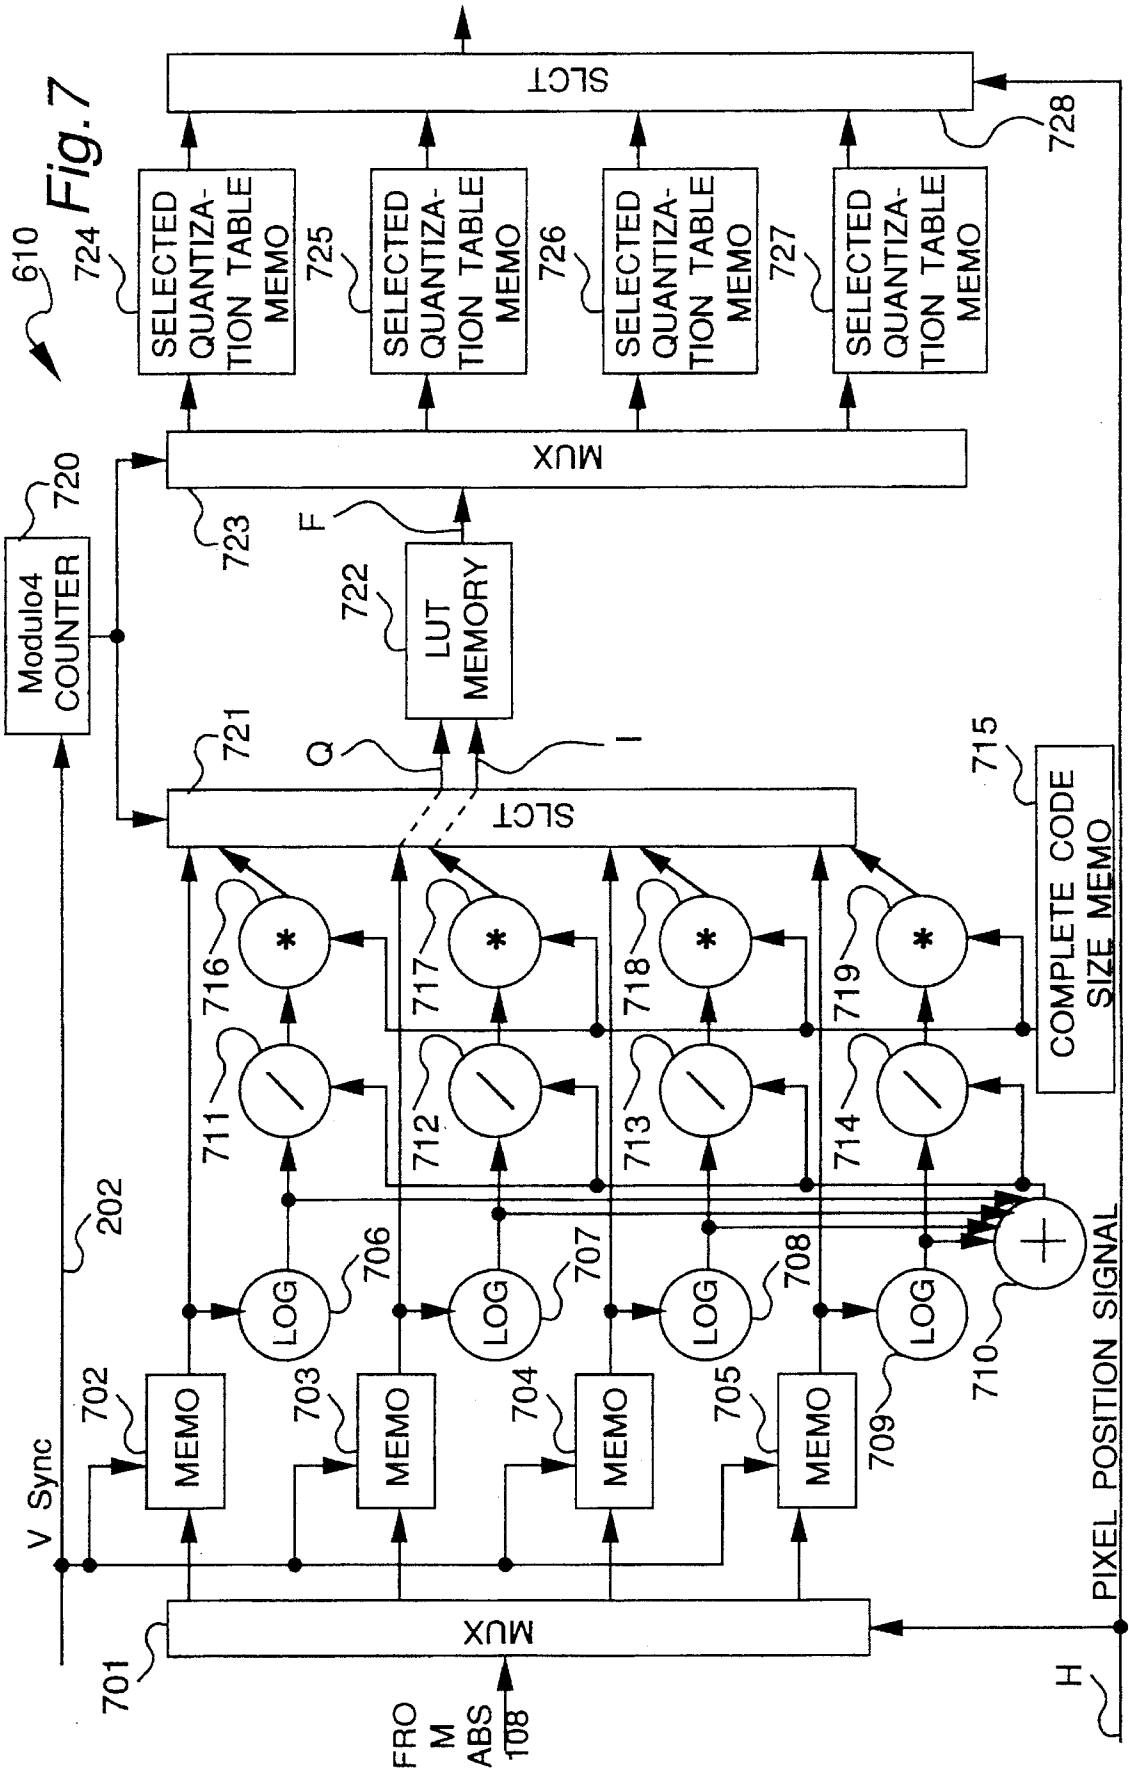 Fig. 7
610
V Sync
202
Modulo4
COUNTER
720
FRO
M
ABS
108
701
MUX
702
MEMO
703
MEMO
704
MEMO
705
MEMO
LOG
706
LOG
707
LOG
708
LOG
709
+
710
711
/
712
/
713
/
714
/
716
*
717
*
718
*
719
*
COMPLETE CODE
SIZE MEMO
715
721
SLCT
Q
I
LUT
MEMORY
722
F
723
MUX
724
SELECTED
QUANTIZA-
TION TABLE
MEMO
725
SELECTED
QUANTIZA-
TION TABLE
MEMO
726
SELECTED
QUANTIZA-
TION TABLE
MEMO
727
SELECTED
QUANTIZA-
TION TABLE
MEMO
SLCT
728
H
PIXEL POSITION SIGNAL